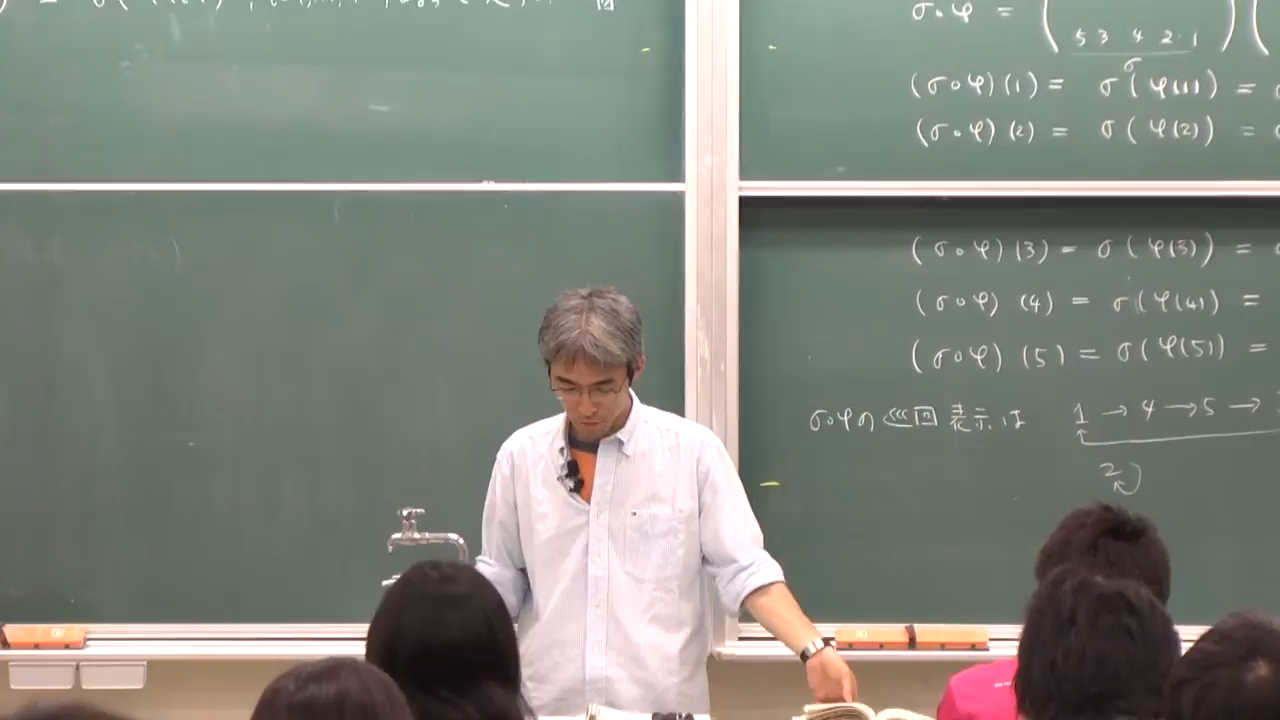 σ∘φ =
5 3 4 2 1
σ
(σ∘φ)(1) = σ(φ(1)) =
(σ∘φ)(2) = σ(φ(2)) =
(σ∘φ)(3) = σ(φ(3)) =
(σ∘φ)(4) = σ(φ(4)) =
(σ∘φ)(5) = σ(φ(5)) =
σ∘φの巡回表示は 1 → 4 → 5 →
2